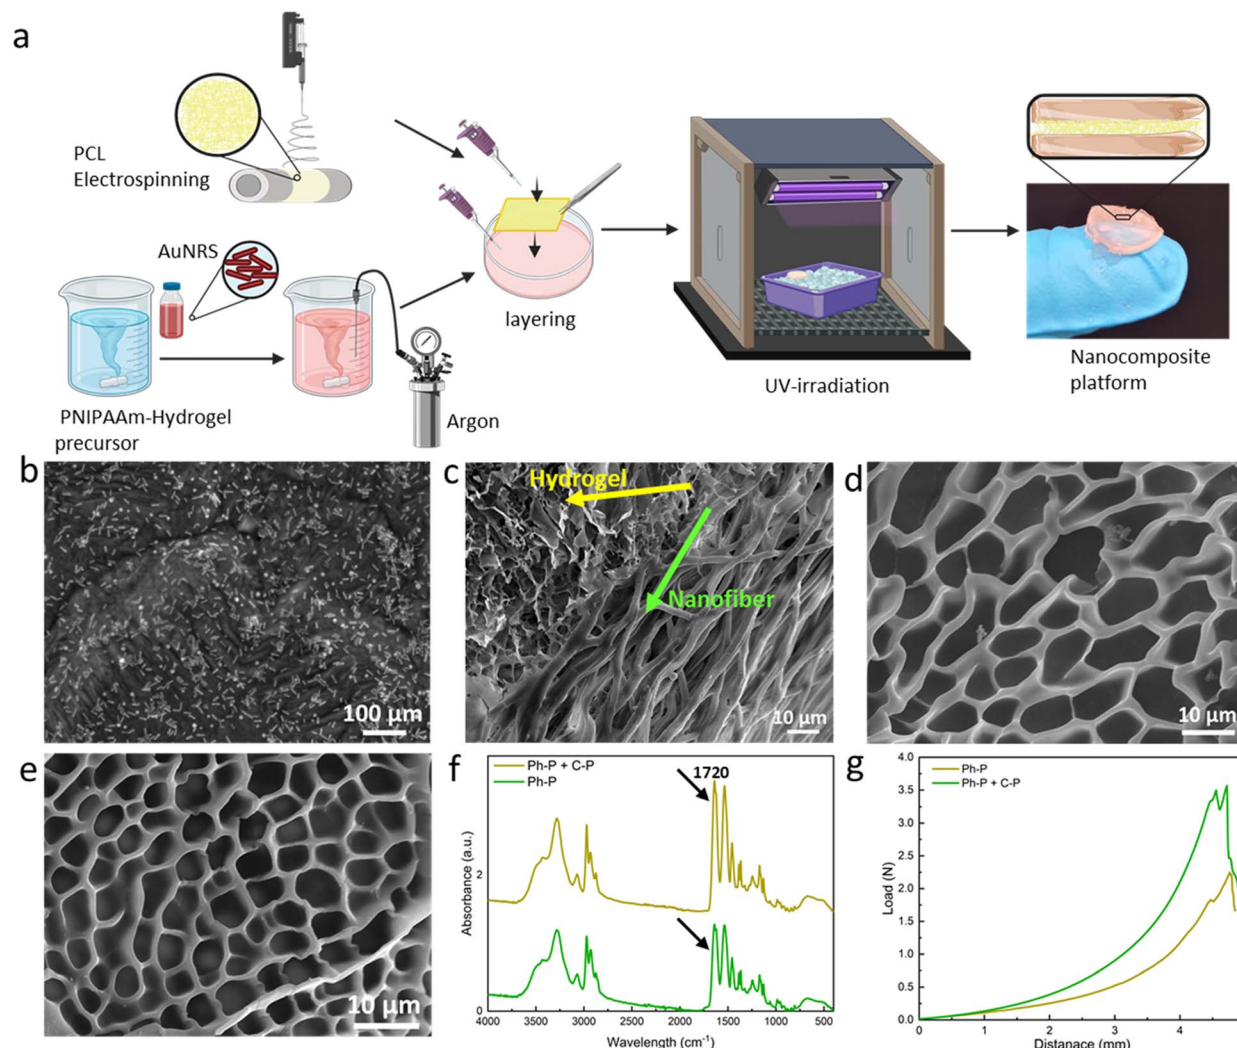 a
PCL
Electrospinning
AuNRS
layering
PNIPAAm-Hydrogel
precursor
Argon
UV-irradiation
Nanocomposite
platform
b
100 µm
c
Hydrogel
Nanofiber
10 µm
d
10 µm
e
10 µm
f
Ph-P + C-P
Ph-P
1720
Absorbance (a.u.)
2
0
4000 3500 3000 2500 2000 1500 1000 500
Wavelength (cm⁻¹)
g
Ph-P
Ph-P + C-P
Load (N)
4.0
3.5
3.0
2.5
2.0
1.5
1.0
0.5
0.0
0 1 2 3 4
Distanace (mm)